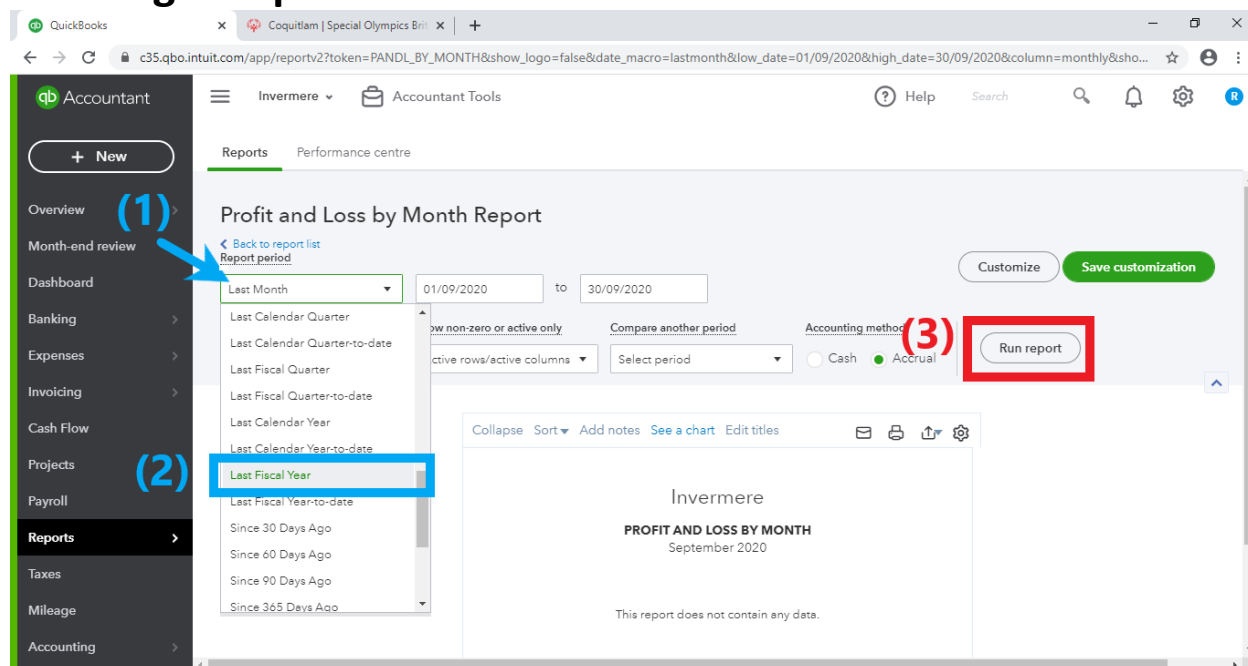 QuickBooks
Coquitlam | Special Olympics Brit
c35.qbo.intuit.com/app/reportv2?token=PANDL_BY_MONTH&show_logo=false&date_macro=lastmonth&low_date=01/09/2020&high_date=30/09/2020&column=monthly&sho...
qb Accountant
Invermere
Accountant Tools
? Help
Search
R
+ New
Reports Performance centre
Overview
(1)
Profit and Loss by Month Report
Month-end review
Back to report list
Report period
Customize
Save customization
Dashboard
Last Month
01/09/2020 to 30/09/2020
Banking
Last Calendar Quarter
ow non-zero or active only
Compare another period
Accounting method
(3)
Run report
Last Calendar Quarter-to-date
Expenses
ctive rows/active columns
Select period
Cash
Accrual
Last Fiscal Quarter
Invoicing
Last Fiscal Quarter-to-date
Cash Flow
Last Calendar Year
Collapse Sort Add notes See a chart Edit titles
Last Calendar Year-to-date
Projects
(2)
Last Fiscal Year
Payroll
Last Fiscal Year-to-date
Invermere
Reports
Since 30 Days Ago
PROFIT AND LOSS BY MONTH
September 2020
Since 60 Days Ago
Taxes
Since 90 Days Ago
Mileage
Since 365 Days Ago
This report does not contain any data.
Accounting